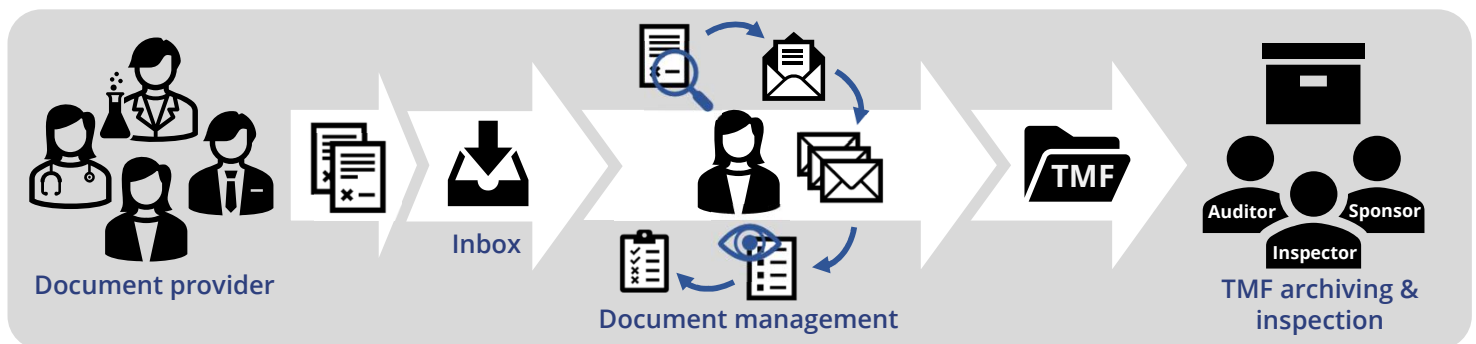 Document provider
Inbox
Document management
TMF
Auditor
Sponsor
Inspector
TMF archiving &
inspection